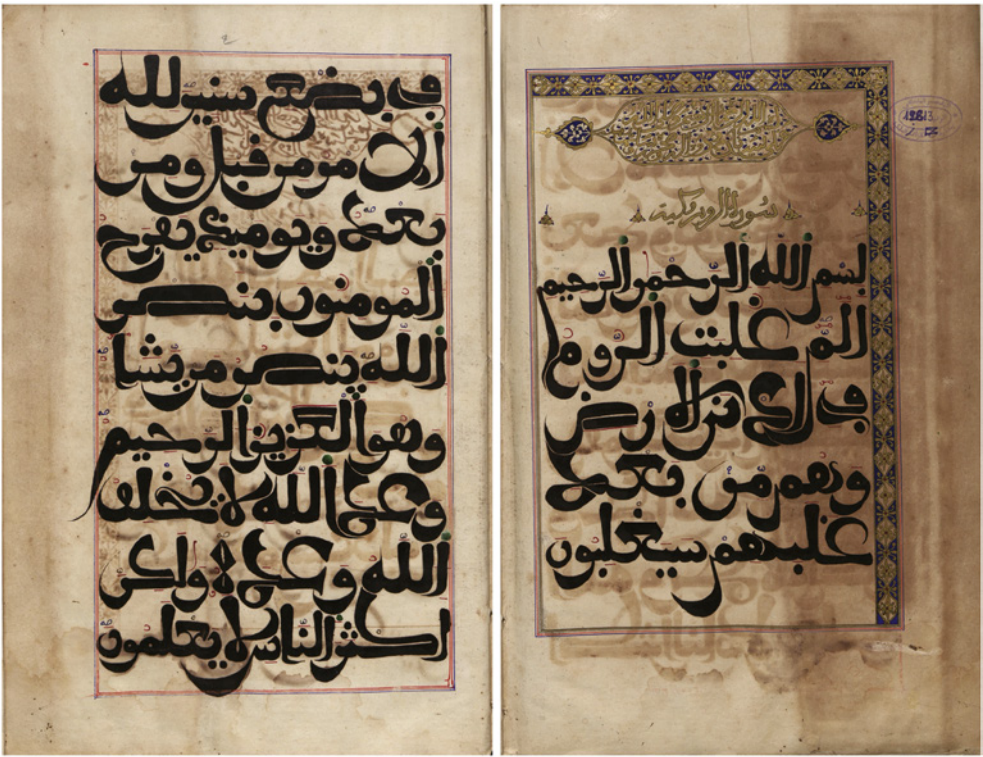 سورة الروم مكية
بسم الله الرحمن الرحيم
الم غلبت الروم
في ادنى الارض
وهم من بعد
غلبهم سيغلبون
في بضع سنين لله
الامر من قبل ومن
بعد ويومئذ يفرح
المومنون بنصر
الله ينصر من يشا
وهو العزيز الرحيم
وعد الله لا يخلف
الله وعده ولكن
اكثر الناس لا يعلمون